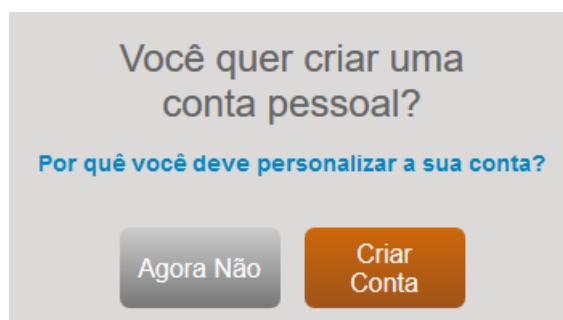 Você quer criar uma
conta pessoal?
Por quê você deve personalizar a sua conta?
Agora Não
Criar
Conta